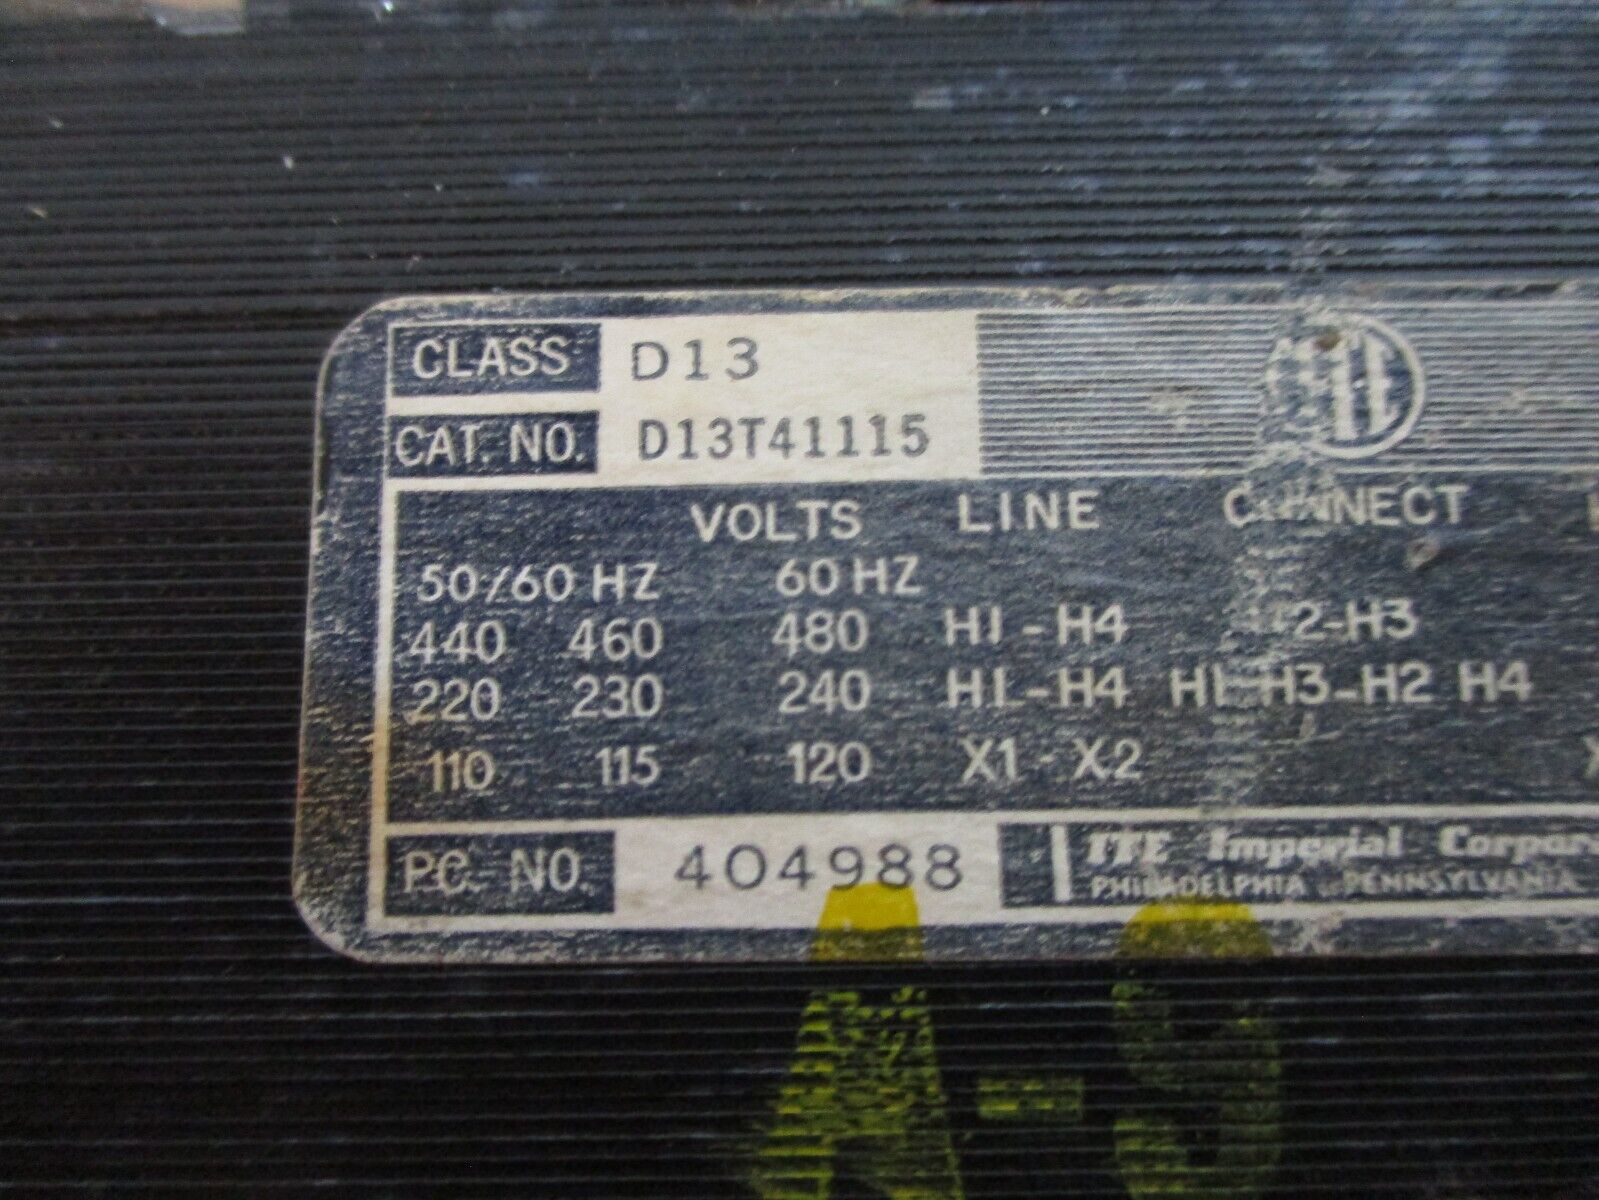 CLASS D13
ITE
CAT. NO. D13T41115
VOLTS LINE CONNECT
50/60 HZ 60 HZ
440 460 480 H1-H4 H2-H3
220 230 240 H1-H4 H1-H3-H2 H4
110 115 120 X1-X2
P.C. NO. 404988
ITE Imperial
PHILADELPHIA PENNSYLVANIA
A-9